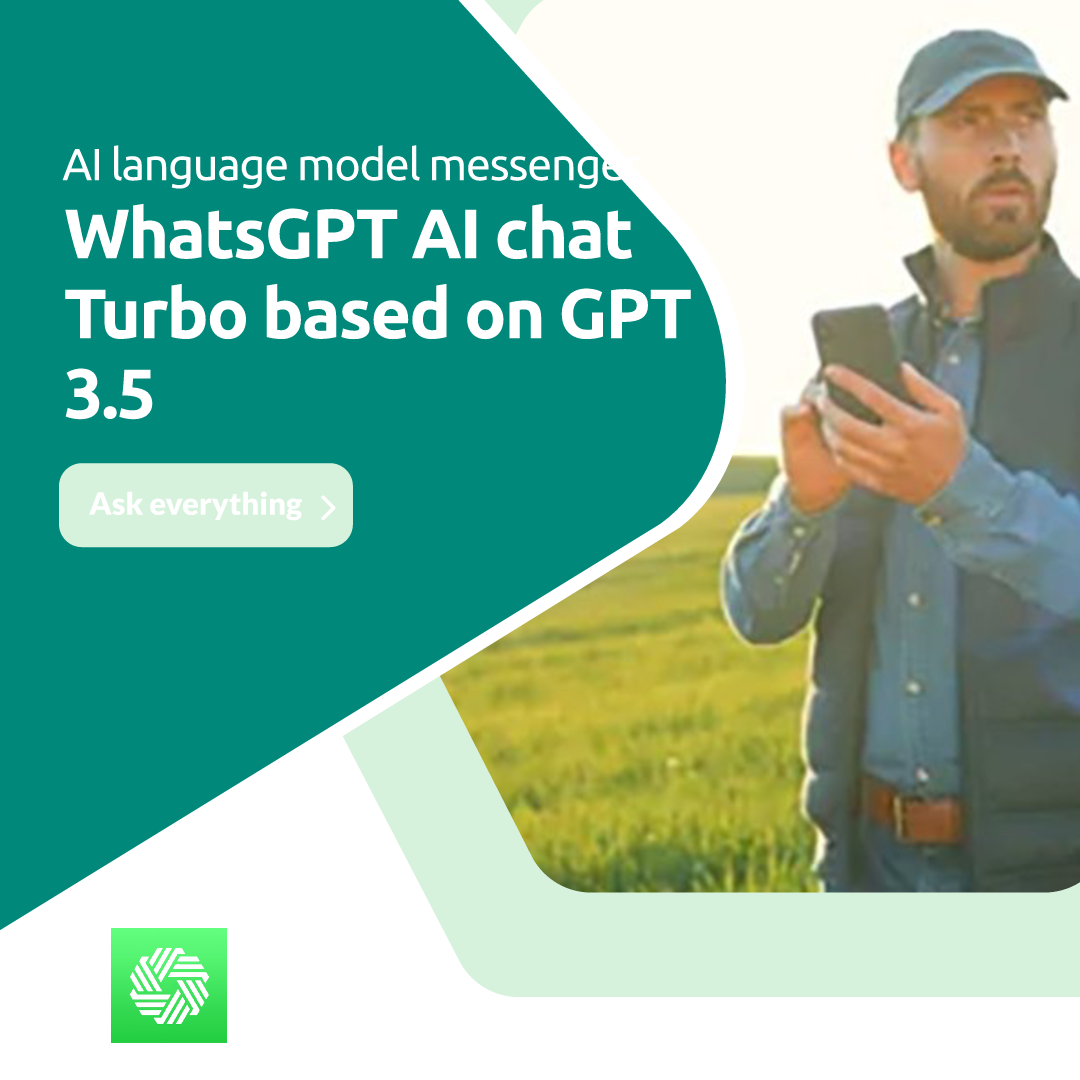 AI language model messenger
WhatsGPT AI chat
Turbo based on GPT
3.5
Ask everything